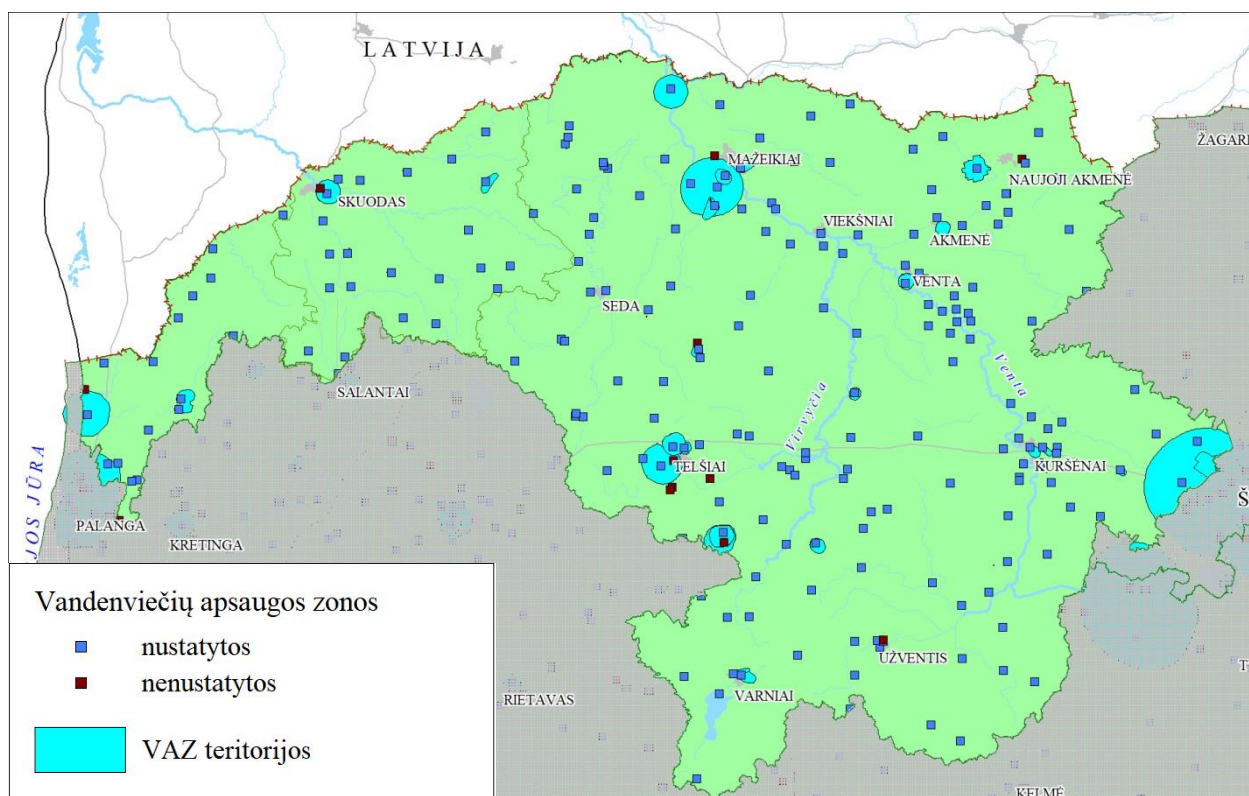 LATVIJA
ŽAGARĖ
MAŽEIKIAI
NAUJOJI AKMENĖ
SKUODAS
VIEKŠNIAI
AKMENĖ
VENTA
SEDA
Venta
SALANTAI
Virvyčia
TELŠIAI
KURŠĖNAI
Š
PALANGA
KRETINGA
JOS JŪRA
UŽVENTIS
T
RIETAVAS
VARNIAI
KELMĖ
Vandenviečių apsaugos zonos
nustatytos
nenustatytos
VAZ teritorijos